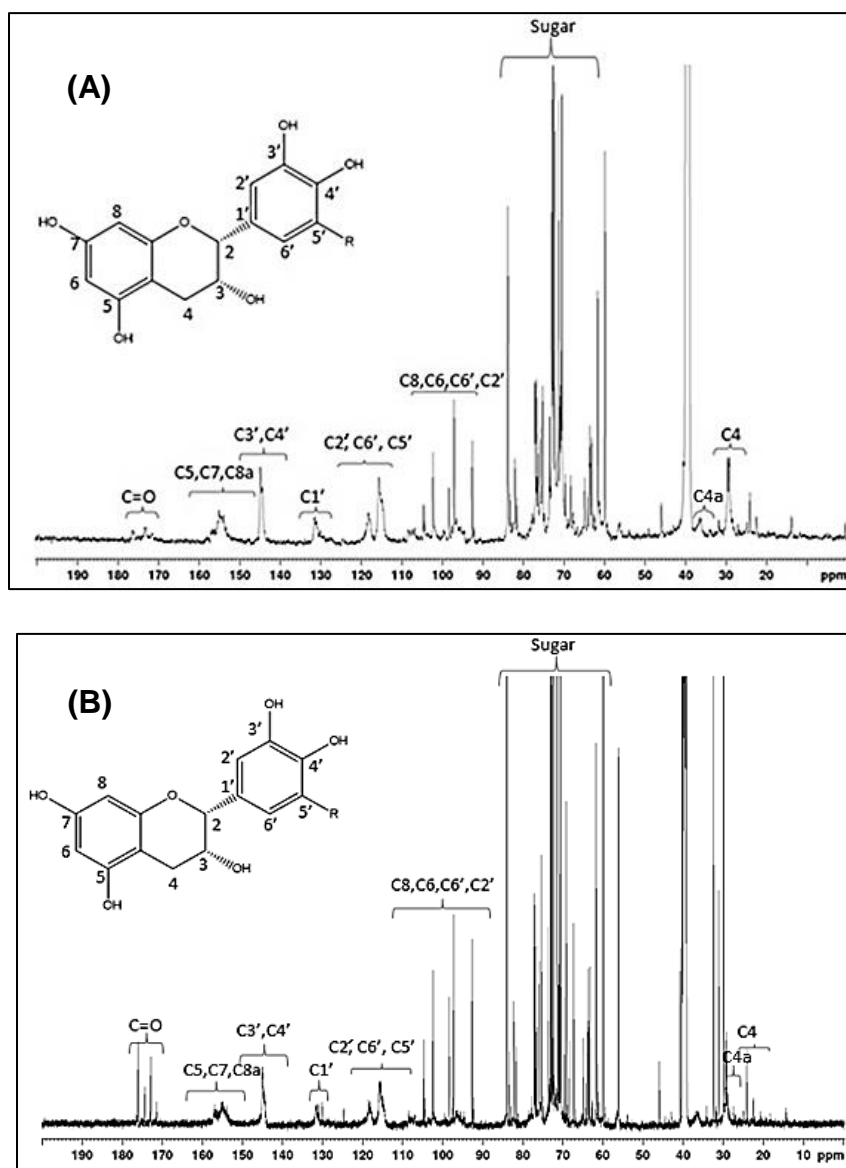 Sugar
(A)
OH
3'
OH
2'
4'
HO
8
O
1'
5'
R
7
2
6'
6
3
5
OH
4
OH
C8,C6,C6',C2'
C3',C4'
C2', C6', C5'
C4
C5,C7,C8a
C=O
C1'
C4a
190 180 170 160 150 140 130 120 110 100 90 80 70 60 50 40 30 20 ppm
Sugar
(B)
OH
3'
OH
2'
4'
HO
8
O
1'
5'
R
7
2
6'
6
3
5
OH
4
OH
C8,C6,C6',C2'
C=O
C3',C4'
C2', C6', C5'
C4
C5,C7,C8a
C1'
C4a
190 180 170 160 150 140 130 120 110 100 90 80 70 60 50 40 30 20 10 ppm